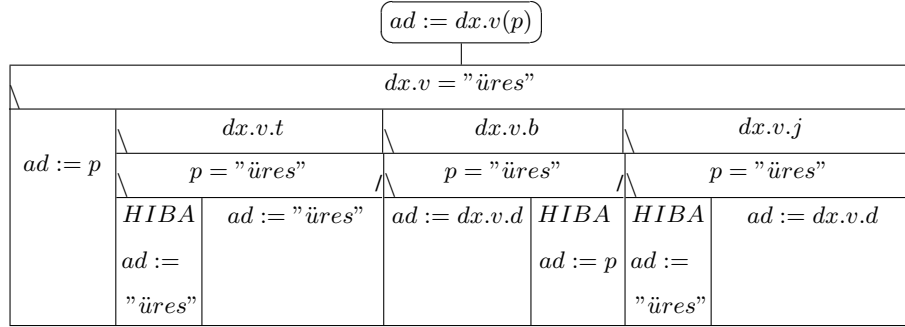 ad := dx.v(p)
dx.v = "üres"
dx.v.t dx.v.b dx.v.j
ad := p p = "üres" p = "üres" p = "üres"
HIBA ad := "üres" ad := dx.v.d HIBA HIBA ad := dx.v.d
ad := ad := p ad :=
"üres" "üres"